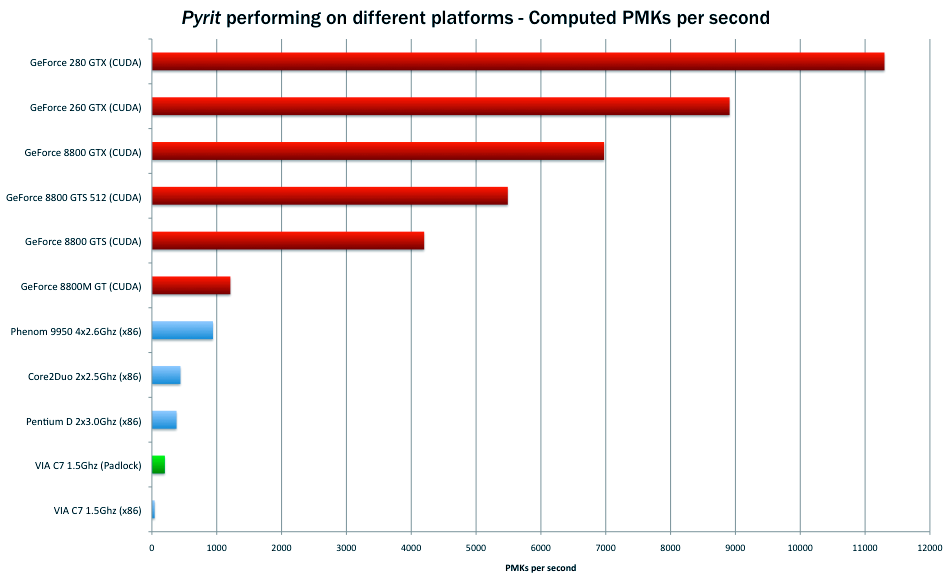 Pyrit performing on different platforms - Computed PMKs per second
GeForce 280 GTX (CUDA)
GeForce 260 GTX (CUDA)
GeForce 8800 GTX (CUDA)
GeForce 8800 GTS 512 (CUDA)
GeForce 8800 GTS (CUDA)
GeForce 8800M GT (CUDA)
Phenom 9950 4x2.6Ghz (x86)
Core2Duo 2x2.5Ghz (x86)
Pentium D 2x3.0Ghz (x86)
VIA C7 1.5Ghz (Padlock)
VIA C7 1.5Ghz (x86)
0 1000 2000 3000 4000 5000 6000 7000 8000 9000 10000 11000 12000
PMKs per second